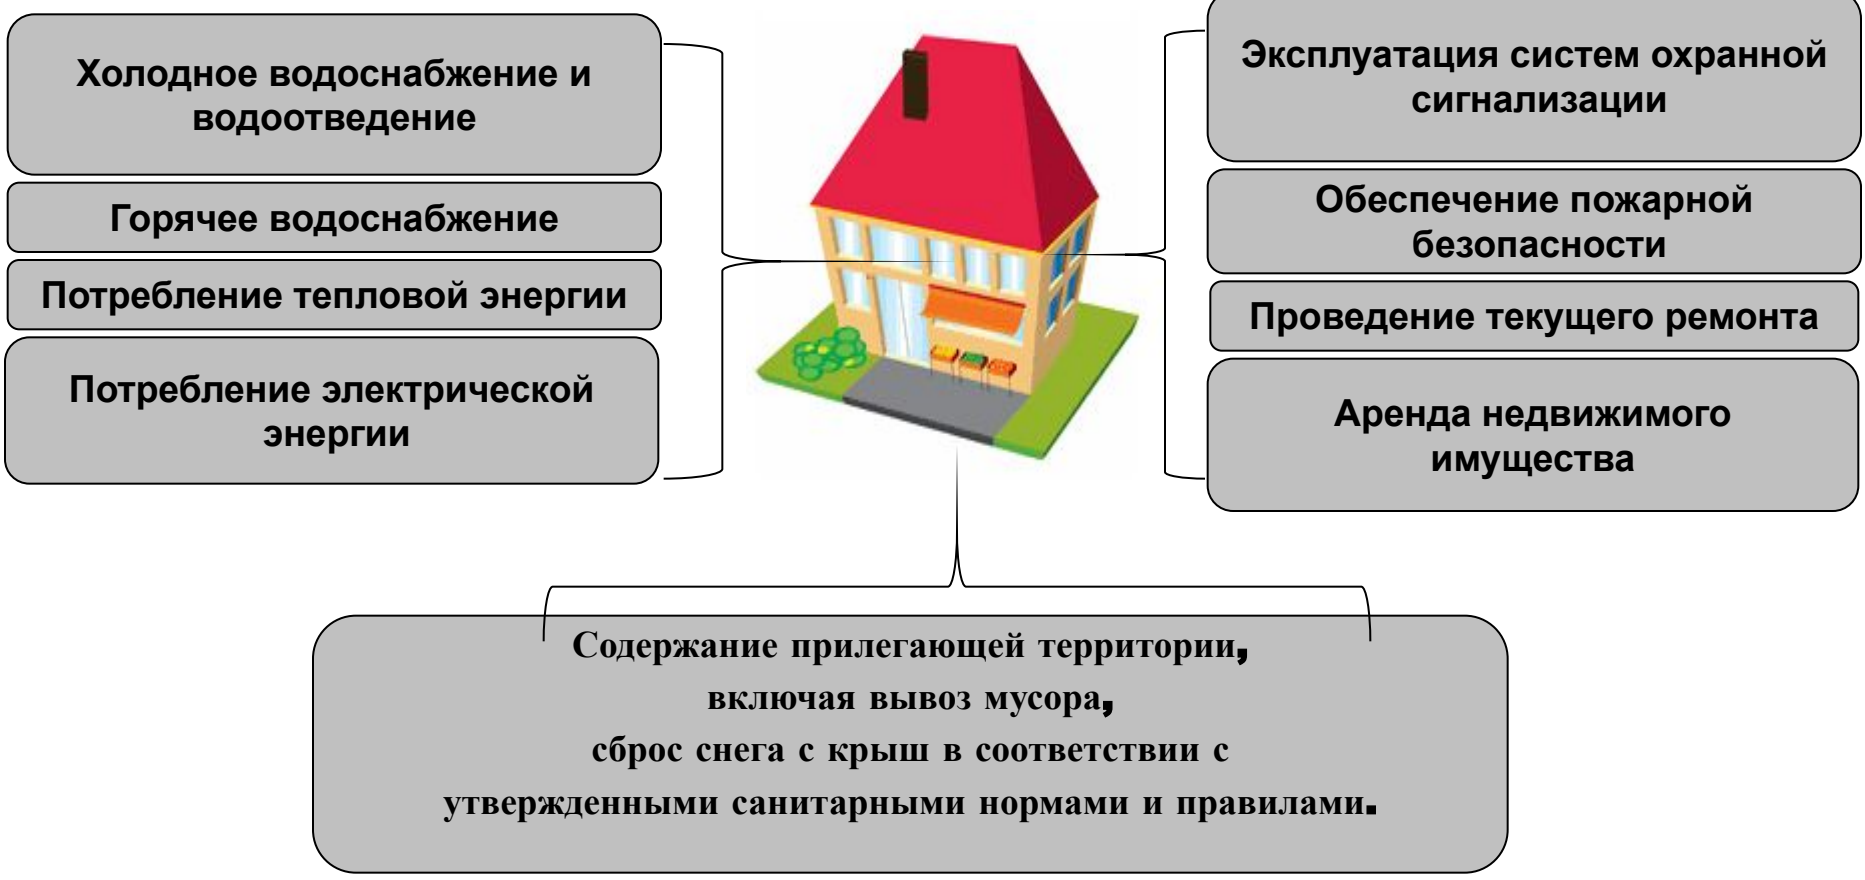 Холодное водоснабжение и
водоотведение
Горячее водоснабжение
Потребление тепловой энергии
Потребление электрической
энергии
Эксплуатация систем охранной
сигнализации
Обеспечение пожарной
безопасности
Проведение текущего ремонта
Аренда недвижимого
имущества
Содержание прилегающей территории,
включая вывоз мусора,
сброс снега с крыш в соответствии с
утвержденными санитарными нормами и правилами.